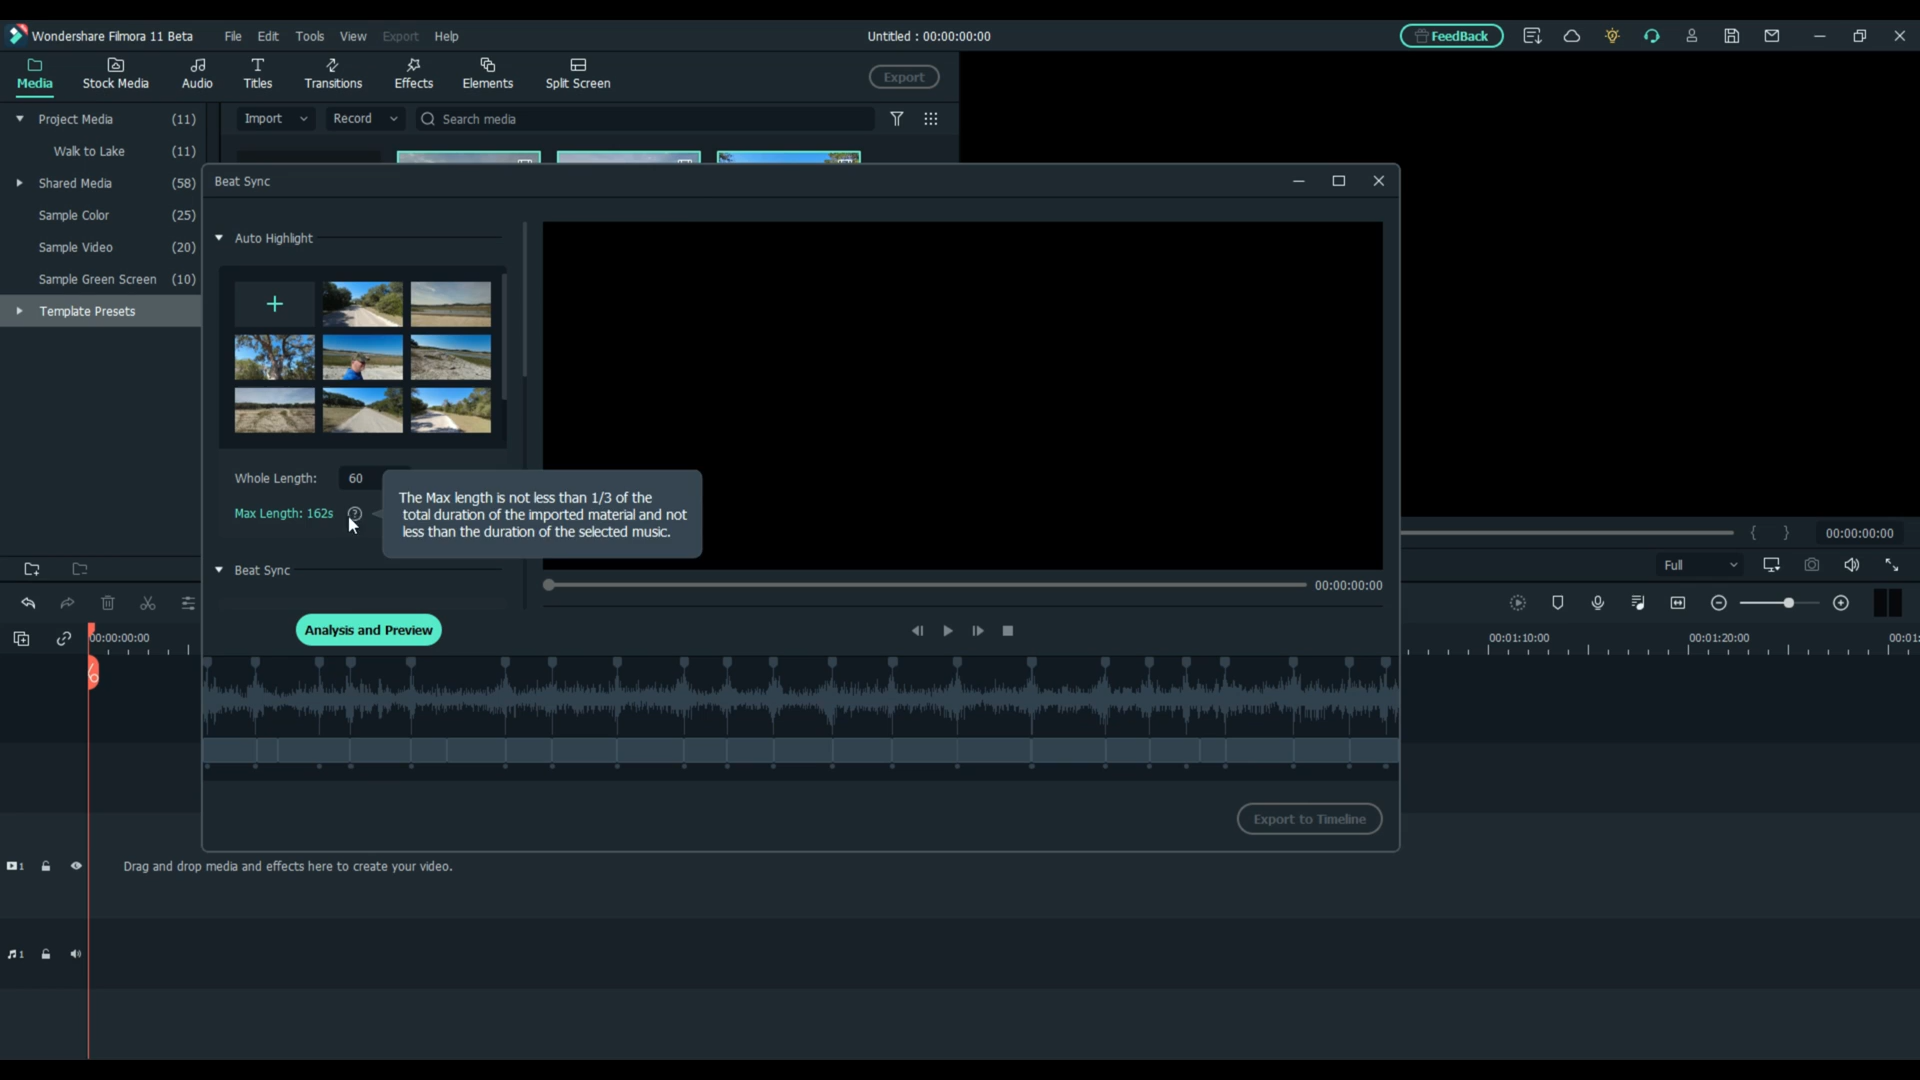 Wondershare Filmora 11 Beta File Edit Tools View Export Help Untitled : 00:00:00:00 FeedBack
Media Stock Media Audio Titles Transitions Effects Elements Split Screen Export
Project Media (11) Import Record Search media
Walk to Lake (11)
Shared Media (58)
Sample Color (25)
Sample Video (20)
Sample Green Screen (10)
Template Presets
Beat Sync
Auto Highlight
Whole Length: 60
Max Length: 162s
The Max length is not less than 1/3 of the
total duration of the imported material and not
less than the duration of the selected music.
Beat Sync
00:00:00:00
Analysis and Preview
Export to Timeline
00:00:00:00
Full
00:00:00:00 00:01:10:00 00:01:20:00 00:01:
1 Drag and drop media and effects here to create your video.
1